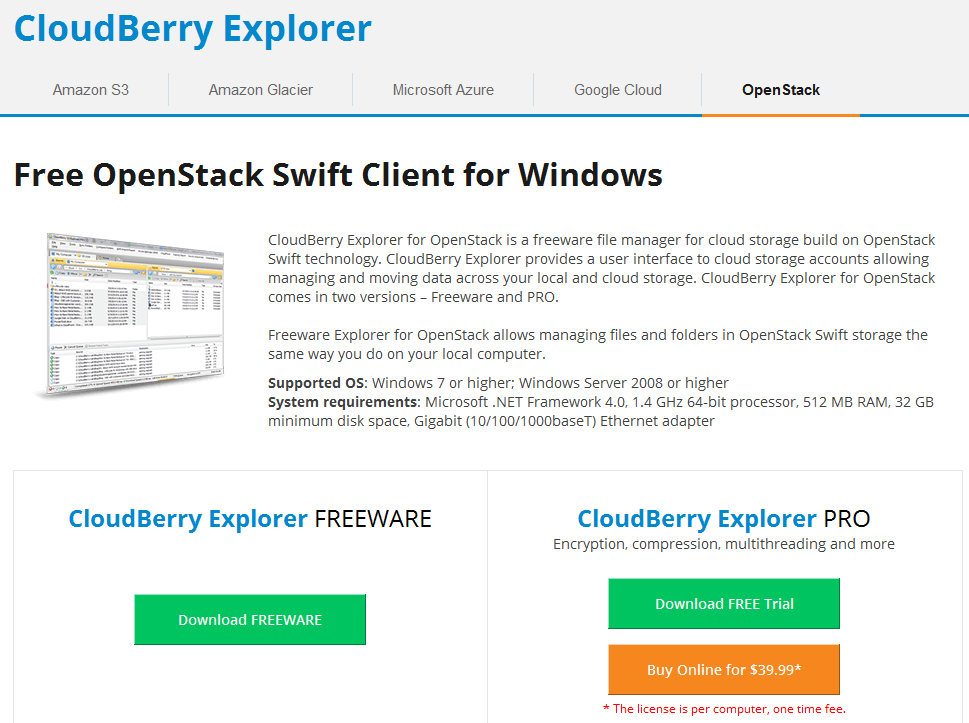 CloudBerry Explorer
Amazon S3
Amazon Glacier
Microsoft Azure
Google Cloud
OpenStack
Free OpenStack Swift Client for Windows
CloudBerry Explorer for OpenStack is a freeware file manager for cloud storage build on OpenStack
Swift technology. CloudBerry Explorer provides a user interface to cloud storage accounts allowing
managing and moving data across your local and cloud storage. CloudBerry Explorer for OpenStack
comes in two versions – Freeware and PRO.
Freeware Explorer for OpenStack allows managing files and folders in OpenStack Swift storage the
same way you do on your local computer.
Supported OS: Windows 7 or higher; Windows Server 2008 or higher
System requirements: Microsoft .NET Framework 4.0, 1.4 GHz 64-bit processor, 512 MB RAM, 32 GB
minimum disk space, Gigabit (10/100/1000baseT) Ethernet adapter
CloudBerry Explorer FREEWARE
Download FREEWARE
CloudBerry Explorer PRO
Encryption, compression, multithreading and more
Download FREE Trial
Buy Online for $39.99*
* The license is per computer, one time fee.